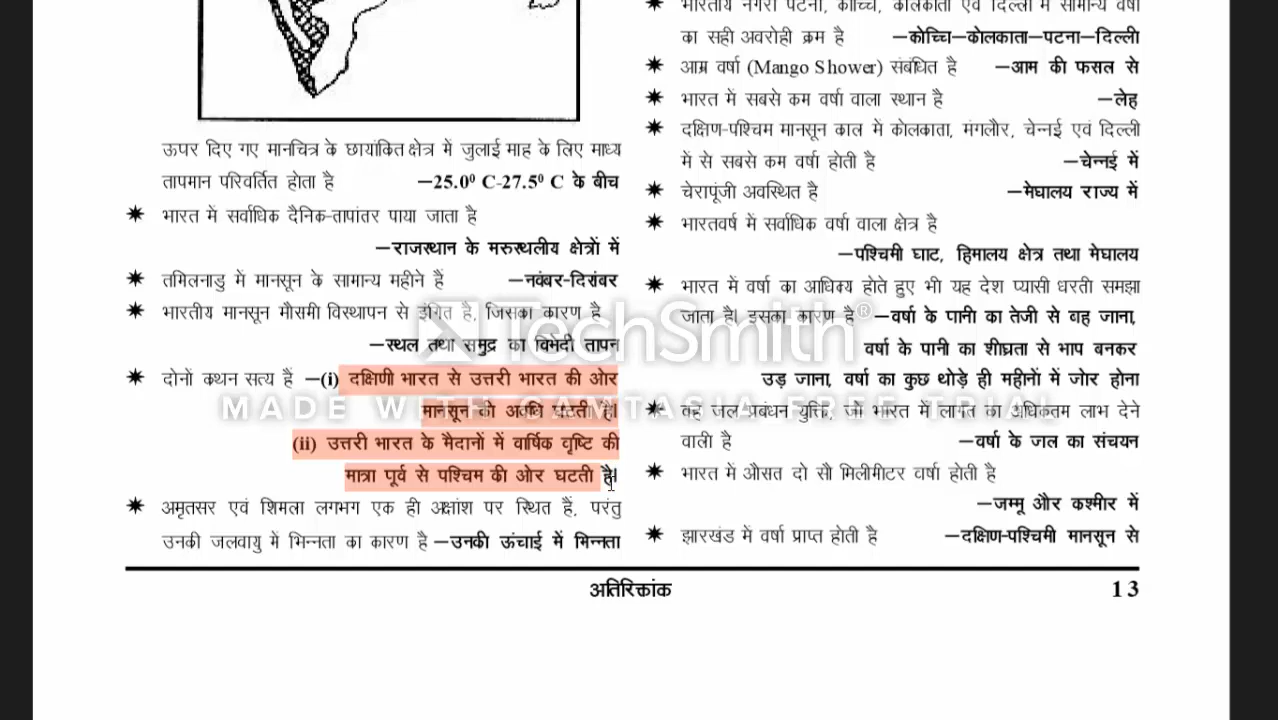 ऊपर दिए गए मानचित्र के छायांकित क्षेत्र में जुलाई माह के लिए माध्य
तापमान परिवर्तित होता है –25.0⁰ C-27.5⁰ C के बीच
✴ भारत में सर्वाधिक दैनिक-तापांतर पाया जाता है
–राजस्थान के मरुस्थलीय क्षेत्रों में
✴ तमिलनाडु में मानसून के सामान्य महीने हैं –नवंबर-दिसंबर
✴ भारतीय मानसून मौसमी विस्थापन से इंगित है, जिसका कारण है
–स्थल तथा समुद्र का विभेदी तापन
✴ दोनों कथन सत्य हैं –(i) दक्षिणी भारत से उत्तरी भारत की ओर
मानसून की अवधि घटती है।
(ii) उत्तरी भारत के मैदानों में वार्षिक वृष्टि की
मात्रा पूर्व से पश्चिम की ओर घटती है।
✴ अमृतसर एवं शिमला लगभग एक ही अक्षांश पर स्थित हैं, परंतु
उनकी जलवायु में भिन्नता का कारण है –उनकी ऊंचाई में भिन्नता
✴ भारतीय नगरों पटना, कोच्चि, कोलकाता एवं दिल्ली में सामान्य वर्षा
का सही अवरोही क्रम है –कोच्चि–कोलकाता–पटना–दिल्ली
✴ आम्र वर्षा (Mango Shower) संबंधित है –आम की फसल से
✴ भारत में सबसे कम वर्षा वाला स्थान है –लेह
✴ दक्षिण-पश्चिम मानसून काल में कोलकाता, मंगलौर, चेन्नई एवं दिल्ली
में से सबसे कम वर्षा होती है –चेन्नई में
✴ चेरापूंजी अवस्थित है –मेघालय राज्य में
✴ भारतवर्ष में सर्वाधिक वर्षा वाला क्षेत्र है
–पश्चिमी घाट, हिमालय क्षेत्र तथा मेघालय
✴ भारत में वर्षा का आधिक्य होते हुए भी यह देश प्यासी धरती समझा
जाता है। इसका कारण है –वर्षा के पानी का तेजी से बह जाना,
वर्षा के पानी का शीघ्रता से भाप बनकर
उड़ जाना, वर्षा का कुछ थोड़े ही महीनों में जोर होना
✴ वह जल प्रबंधन युक्ति, जो भारत में लागत का अधिकतम लाभ देने
वाली है –वर्षा के जल का संचयन
✴ भारत में औसत दो सौ मिलीमीटर वर्षा होती है
–जम्मू और कश्मीर में
✴ झारखंड में वर्षा प्राप्त होती है –दक्षिण-पश्चिमी मानसून से
अतिरिक्तांक 13
TechSmith®
MADE WITH CAMTASIA FREE TRIAL